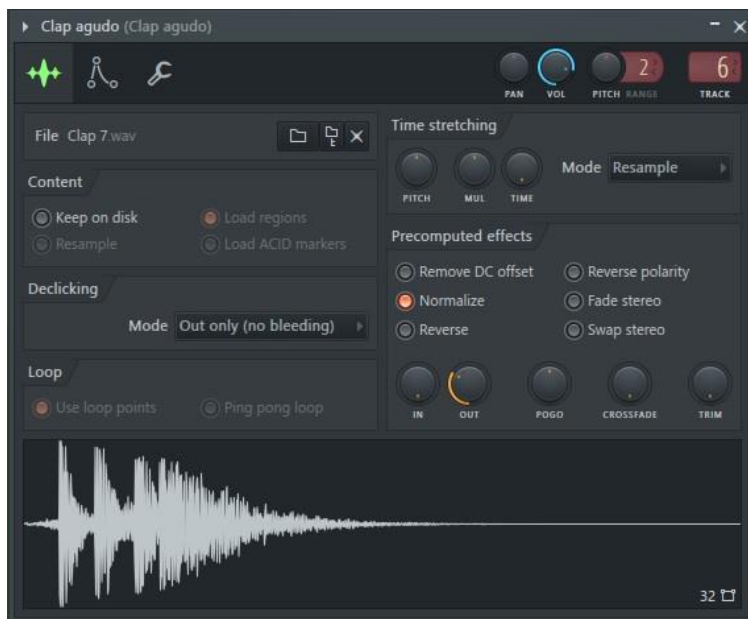 Clap agudo (Clap agudo)
2
6
PAN VOL PITCH RANGE TRACK
File Clap 7.wav
Content
Keep on disk
Load regions
Resample
Load ACID markers
Declicking
Mode Out only (no bleeding)
Loop
Use loop points
Ping pong loop
Time stretching
PITCH MUL TIME
Mode Resample
Precomputed effects
Remove DC offset
Reverse polarity
Normalize
Fade stereo
Reverse
Swap stereo
IN OUT POGO CROSSFADE TRIM
32